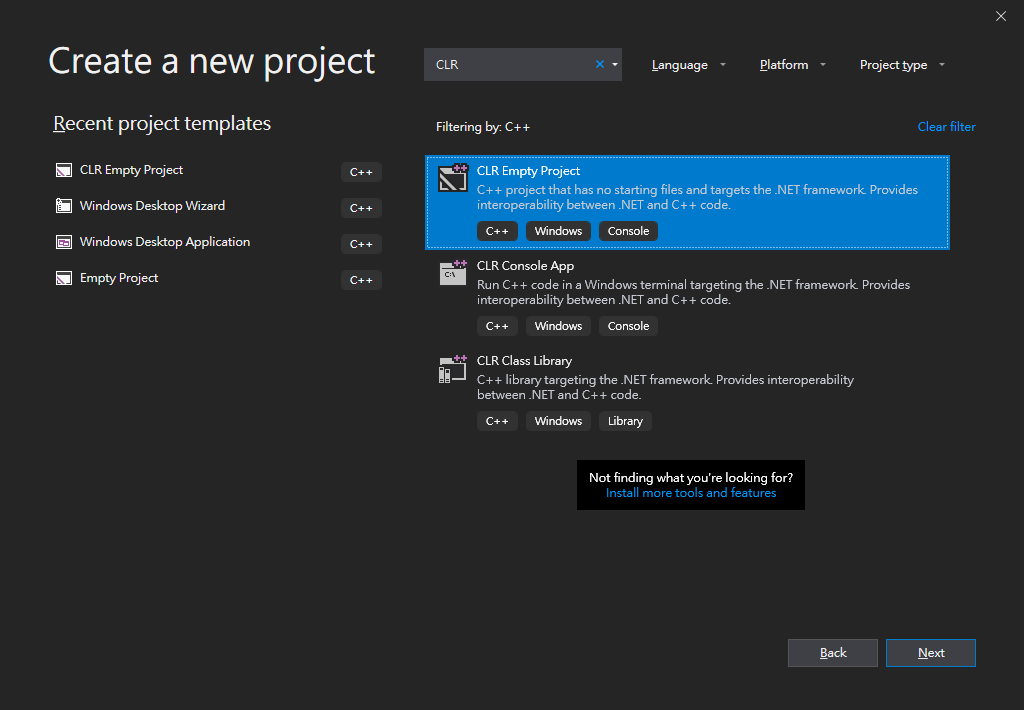 Create a new project
CLR
Language
Platform
Project type
Recent project templates
CLR Empty Project
C++
Windows Desktop Wizard
C++
Windows Desktop Application
C++
Empty Project
C++
Filtering by: C++
Clear filter
CLR Empty Project
C++ project that has no starting files and targets the .NET framework. Provides
interoperability between .NET and C++ code.
C++ Windows Console
CLR Console App
Run C++ code in a Windows terminal targeting the .NET framework. Provides
interoperability between .NET and C++ code.
C++ Windows Console
CLR Class Library
C++ library targeting the .NET framework. Provides interoperability
between .NET and C++ code.
C++ Windows Library
Not finding what you're looking for?
Install more tools and features
Back
Next